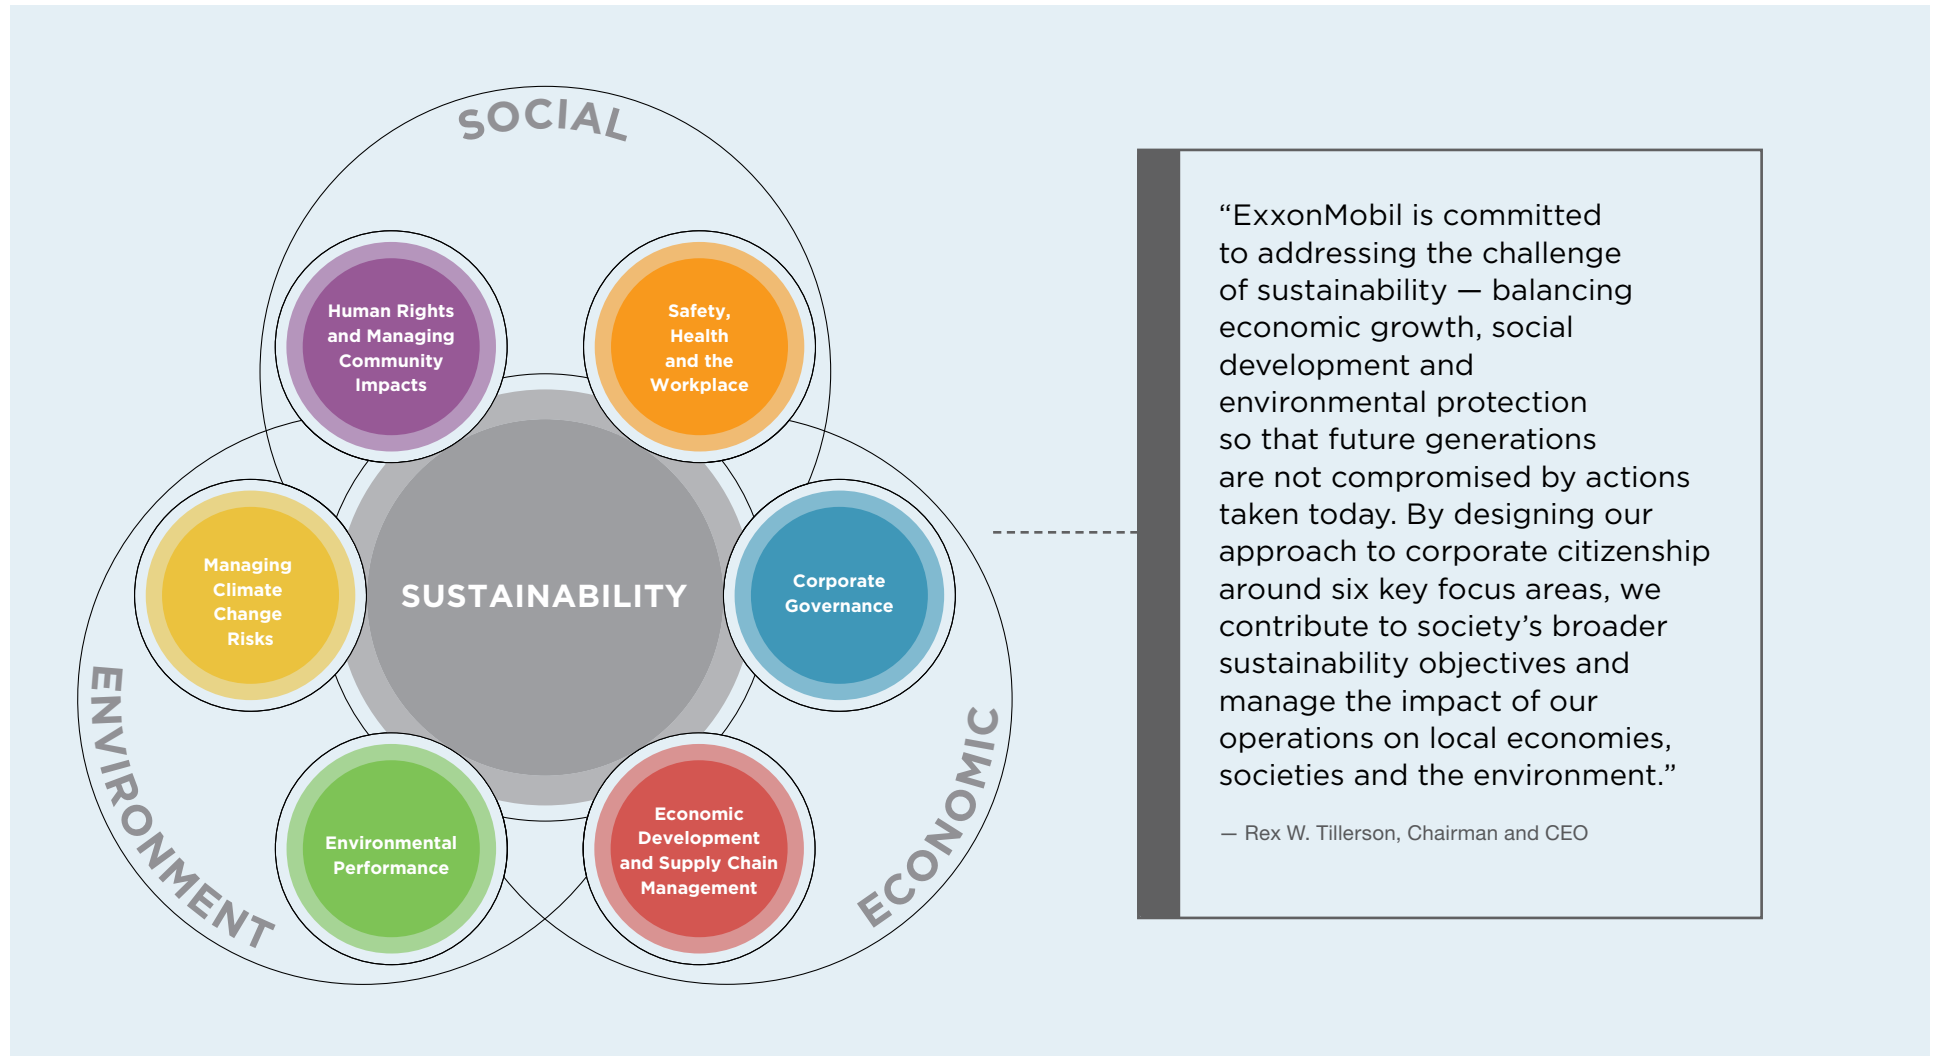 SOCIAL
Human Rights
and Managing
Community
Impacts
Safety,
Health
and the
Workplace
Managing
Climate
Change
Risks
SUSTAINABILITY
Corporate
Governance
ENVIRONMENT
ECONOMIC
Environmental
Performance
Economic
Development
and Supply Chain
Management
“ExxonMobil is committed
to addressing the challenge
of sustainability — balancing
economic growth, social
development and
environmental protection
so that future generations
are not compromised by actions
taken today. By designing our
approach to corporate citizenship
around six key focus areas, we
contribute to society’s broader
sustainability objectives and
manage the impact of our
operations on local economies,
societies and the environment.”
— Rex W. Tillerson, Chairman and CEO